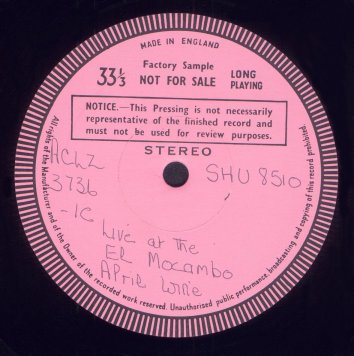 MADE IN ENGLAND
Factory Sample
33⅓ NOT FOR SALE LONG PLAYING
NOTICE.—This Pressing is not necessarily
representative of the finished record and
must not be used for review purposes.
STEREO
ACHZ
3736
-1C
SHU 8510
Live at the
EL Mocambo
April Wine
All rights of the Manufacturer and of the Owner of the recorded work reserved. Unauthorised public performance, broadcasting and copying of this record prohibited.